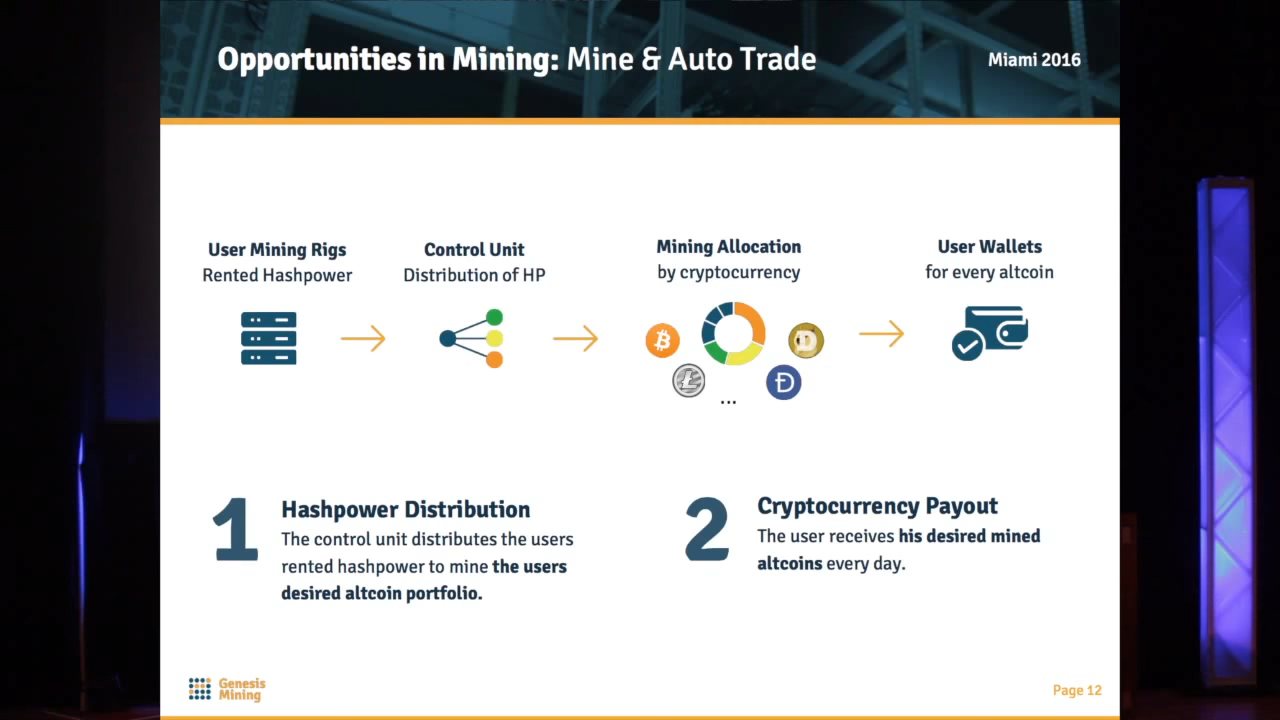 Opportunities in Mining: Mine & Auto Trade
Miami 2016
User Mining Rigs
Rented Hashpower
Control Unit
Distribution of HP
Mining Allocation
by cryptocurrency
...
User Wallets
for every altcoin
1
Hashpower Distribution
The control unit distributes the users
rented hashpower to mine the users
desired altcoin portfolio.
2
Cryptocurrency Payout
The user receives his desired mined
altcoins every day.
Genesis
Mining
Page 12